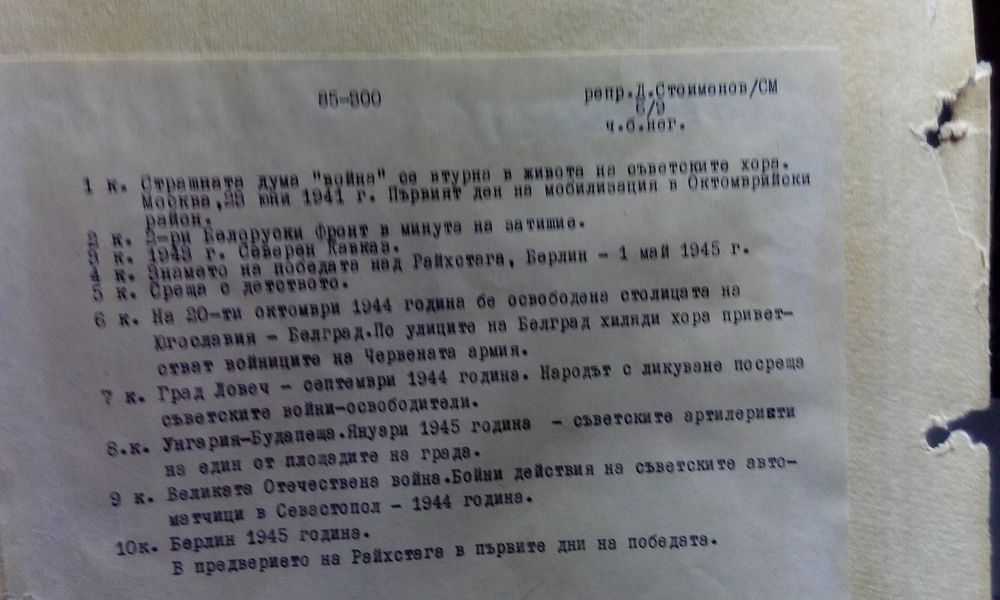 85-800
репр.Д.Стоименов/СМ
6/9
ч.б.нег.
1 к. Страшната дума "война" се втурна в живота на съветските хора.
Москва,23 юни 1941 г. Първият ден на мобилизация в Октомврийски
район.
2 к. 2-ри Белоруски фронт в минута на затишие.
3 к. 1943 г. Северен Кавказ.
4 к. Знамето на победата над Райхстага, Берлин - 1 май 1945 г.
5 к. Среща с детството.
6 к. На 20-ти октомври 1944 година бе освободена столицата на
Югославия - Белград.По улиците на Белград хиляди хора привет-
стват войниците на Червената армия.
7 к. Град Ловеч - септември 1944 година. Народът с ликуване посреща
съветските войни-освободители.
8.к. Унгария-Будапеща.Януари 1945 година - съветските артилеристи
на един от площадите на града.
9 к. Великата Отечествена война.Бойни действия на съветските авто-
матчици в Севастопол - 1944 година.
10к. Берлин 1945 година.
В предверието на Райхстага в първите дни на победата.